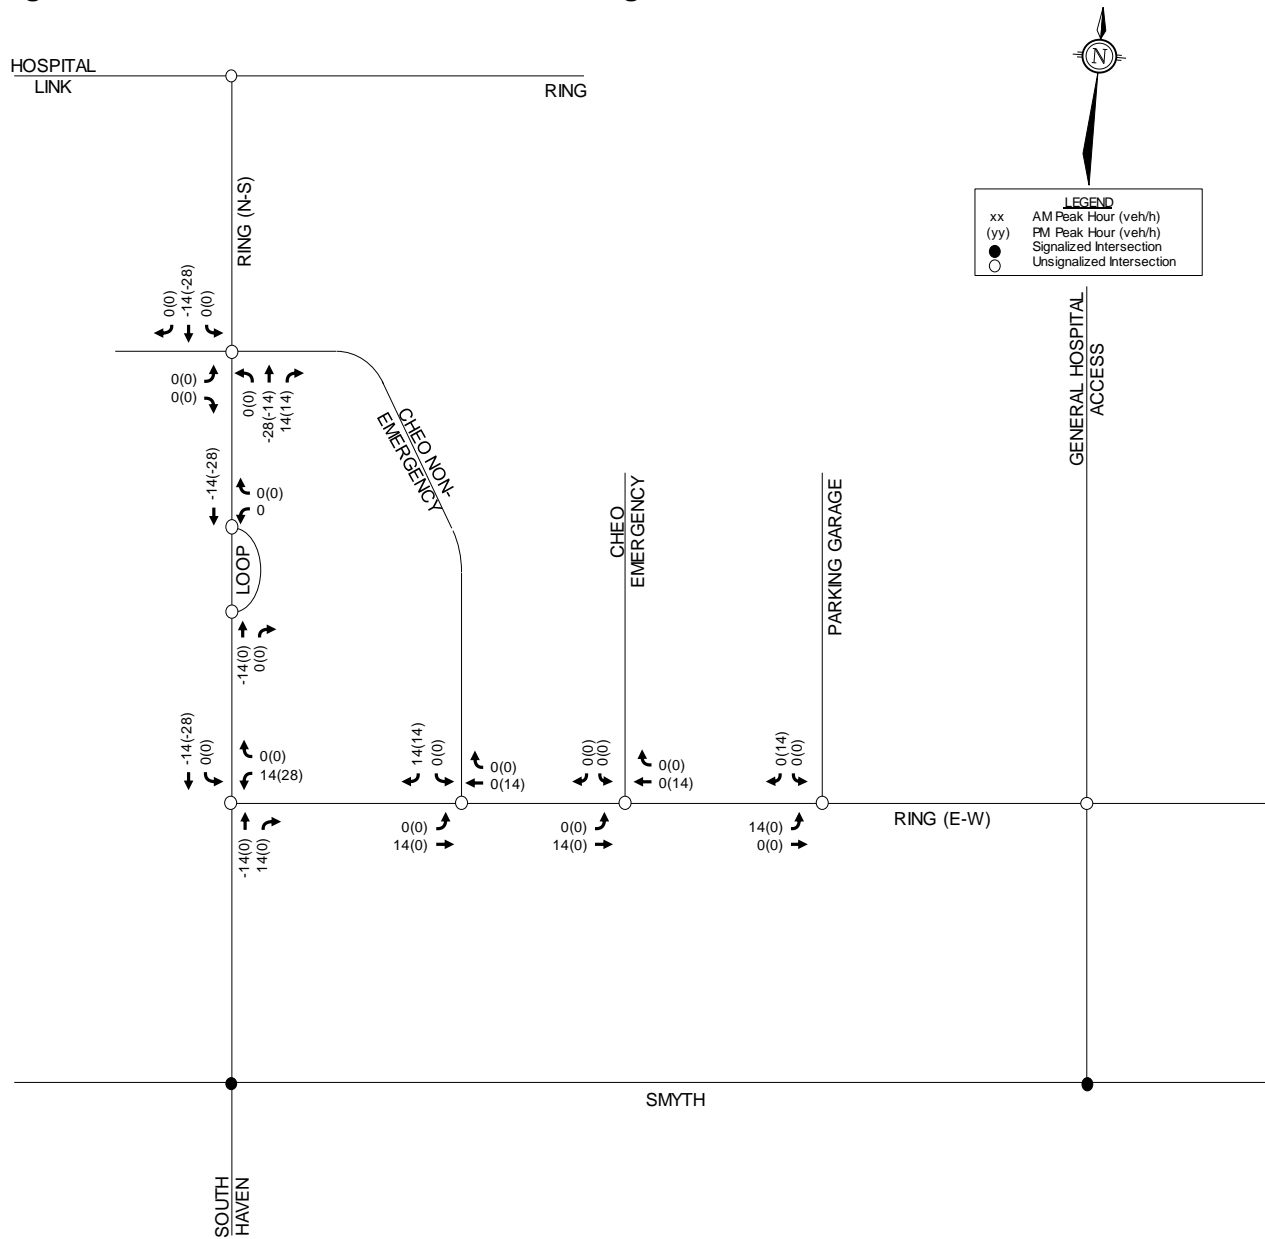 N
HOSPITAL
LINK
RING
LEGEND
xx AM Peak Hour (veh/h)
(yy) PM Peak Hour (veh/h)
Signalized Intersection
Unsignalized Intersection
RING (N-S)
0(0)
-14(-28)
0(0)
0(0)
0(0)
0(0)
-28(-14)
14(14)
CHEO NON-
EMERGENCY
GENERAL HOSPITAL
ACCESS
-14(-28)
0(0)
0
LOOP
CHEO
EMERGENCY
PARKING GARAGE
-14(0)
0(0)
-14(-28)
0(0)
0(0)
14(28)
-14(0)
14(0)
14(14)
0(0)
0(0)
0(14)
0(0)
14(0)
0(0)
0(0)
0(0)
0(14)
0(0)
14(0)
0(14)
0(0)
14(0)
0(0)
RING (E-W)
SMYTH
SOUTH
HAVEN